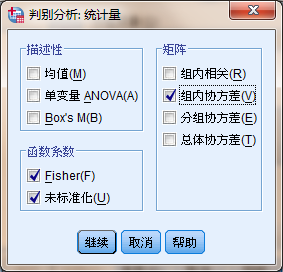 判别分析: 统计量
描述性
均值(M)
单变量 ANOVA(A)
Box's M(B)
函数系数
Fisher(F)
未标准化(U)
矩阵
组内相关(R)
组内协方差(V)
分组协方差(E)
总体协方差(T)
继续
取消
帮助